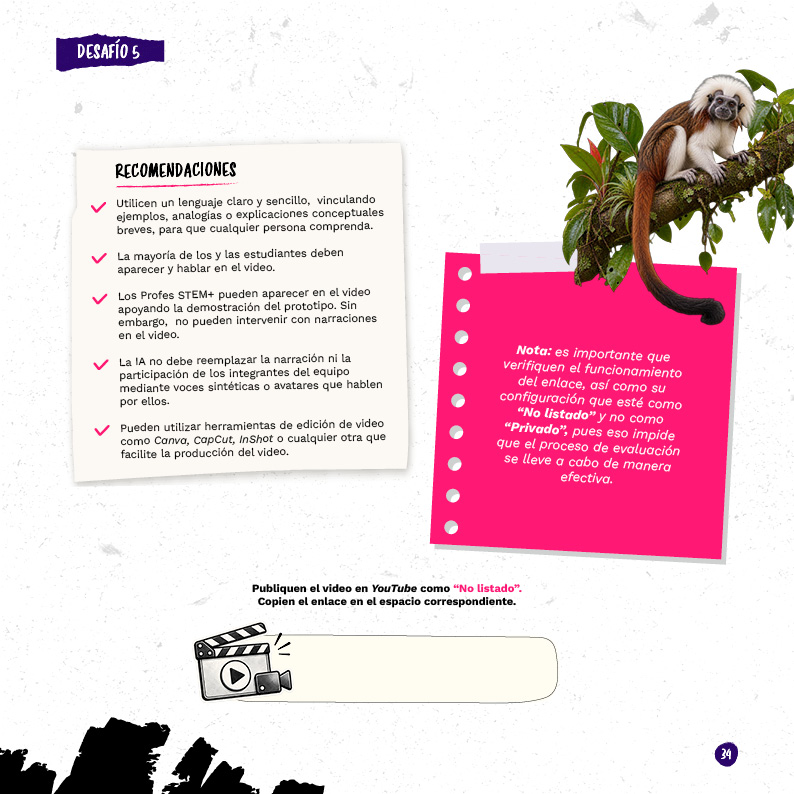 DESAFÍO 5
RECOMENDACIONES
Utilicen un lenguaje claro y sencillo, vinculando
ejemplos, analogías o explicaciones conceptuales
breves, para que cualquier persona comprenda.
La mayoría de los y las estudiantes deben
aparecer y hablar en el video.
Los Profes STEM+ pueden aparecer en el video
apoyando la demostración del prototipo. Sin
embargo, no pueden intervenir con narraciones
en el video.
La IA no debe reemplazar la narración ni la
participación de los integrantes del equipo
mediante voces sintéticas o avatares que hablen
por ellos.
Pueden utilizar herramientas de edición de video
como Canva, CapCut, InShot o cualquier otra que
facilite la producción del video.
Nota: es importante que
verifiquen el funcionamiento
del enlace, así como su
configuración que esté como
“No listado” y no como
“Privado”, pues eso impide
que el proceso de evaluación
se lleve a cabo de manera
efectiva.
Publiquen el video en YouTube como “No listado”.
Copien el enlace en el espacio correspondiente.
34